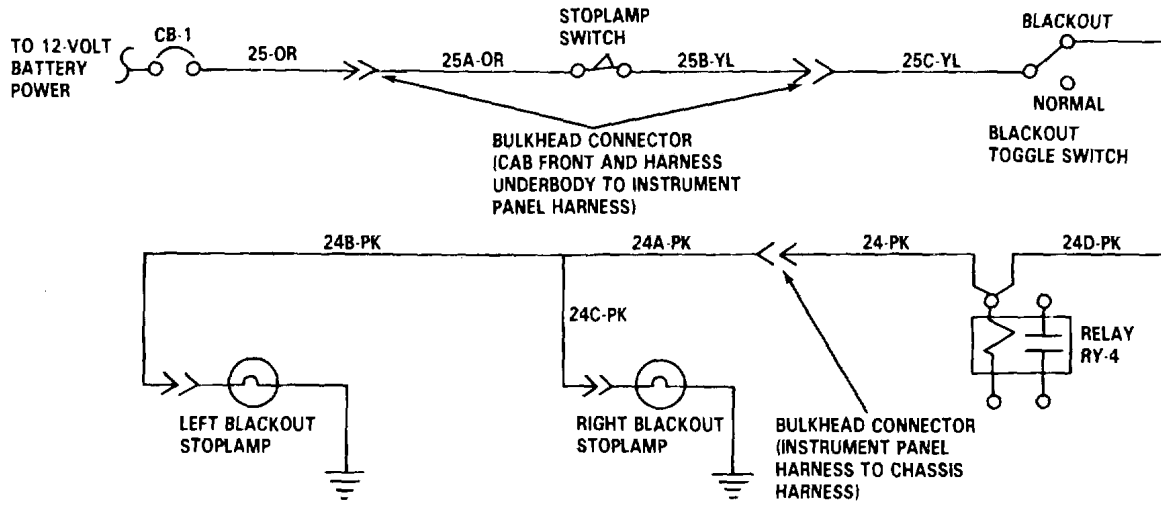 TO 12-VOLT
BATTERY
POWER
CB-1
25-OR
25A-OR
STOPLAMP
SWITCH
25B-YL
25C-YL
BLACKOUT
NORMAL
BLACKOUT
TOGGLE SWITCH
BULKHEAD CONNECTOR
(CAB FRONT AND HARNESS
UNDERBODY TO INSTRUMENT
PANEL HARNESS)
24B-PK
24A-PK
24-PK
24D-PK
24C-PK
RELAY
RY-4
LEFT BLACKOUT
STOPLAMP
RIGHT BLACKOUT
STOPLAMP
BULKHEAD CONNECTOR
(INSTRUMENT PANEL
HARNESS TO CHASSIS
HARNESS)